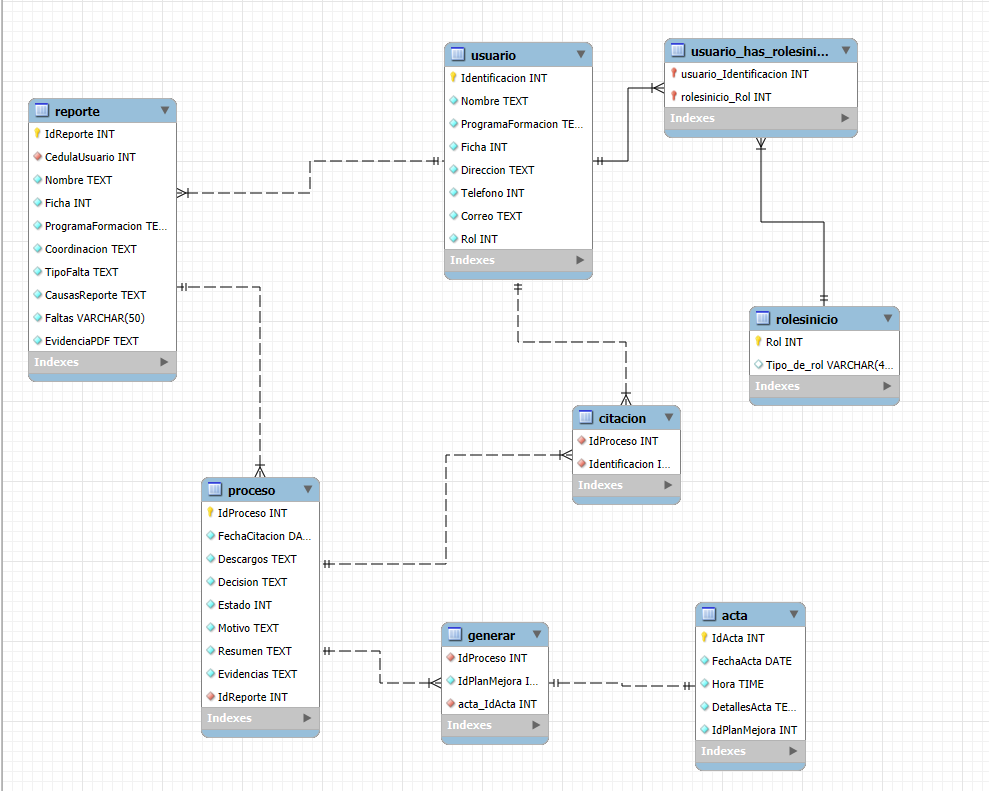 reporte
IdReporte INT
CedulaUsuario INT
Nombre TEXT
Ficha INT
ProgramaFormacion TE...
Coordinacion TEXT
TipoFalta TEXT
CausasReporte TEXT
Faltas VARCHAR(50)
EvidenciaPDF TEXT
Indexes
usuario
Identificacion INT
Nombre TEXT
ProgramaFormacion TE...
Ficha INT
Direccion TEXT
Telefono INT
Correo TEXT
Rol INT
Indexes
usuario_has_rolesini...
usuario_Identificacion INT
rolesinicio_Rol INT
Indexes
rolesinicio
Rol INT
Tipo_de_rol VARCHAR(4...
Indexes
citacion
IdProceso INT
Identificacion I...
Indexes
proceso
IdProceso INT
FechaCitacion DA...
Descargos TEXT
Decision TEXT
Estado INT
Motivo TEXT
Resumen TEXT
Evidencias TEXT
IdReporte INT
Indexes
generar
IdProceso INT
IdPlanMejora I...
acta_IdActa INT
Indexes
acta
IdActa INT
FechaActa DATE
Hora TIME
DetallesActa TE...
IdPlanMejora INT
Indexes